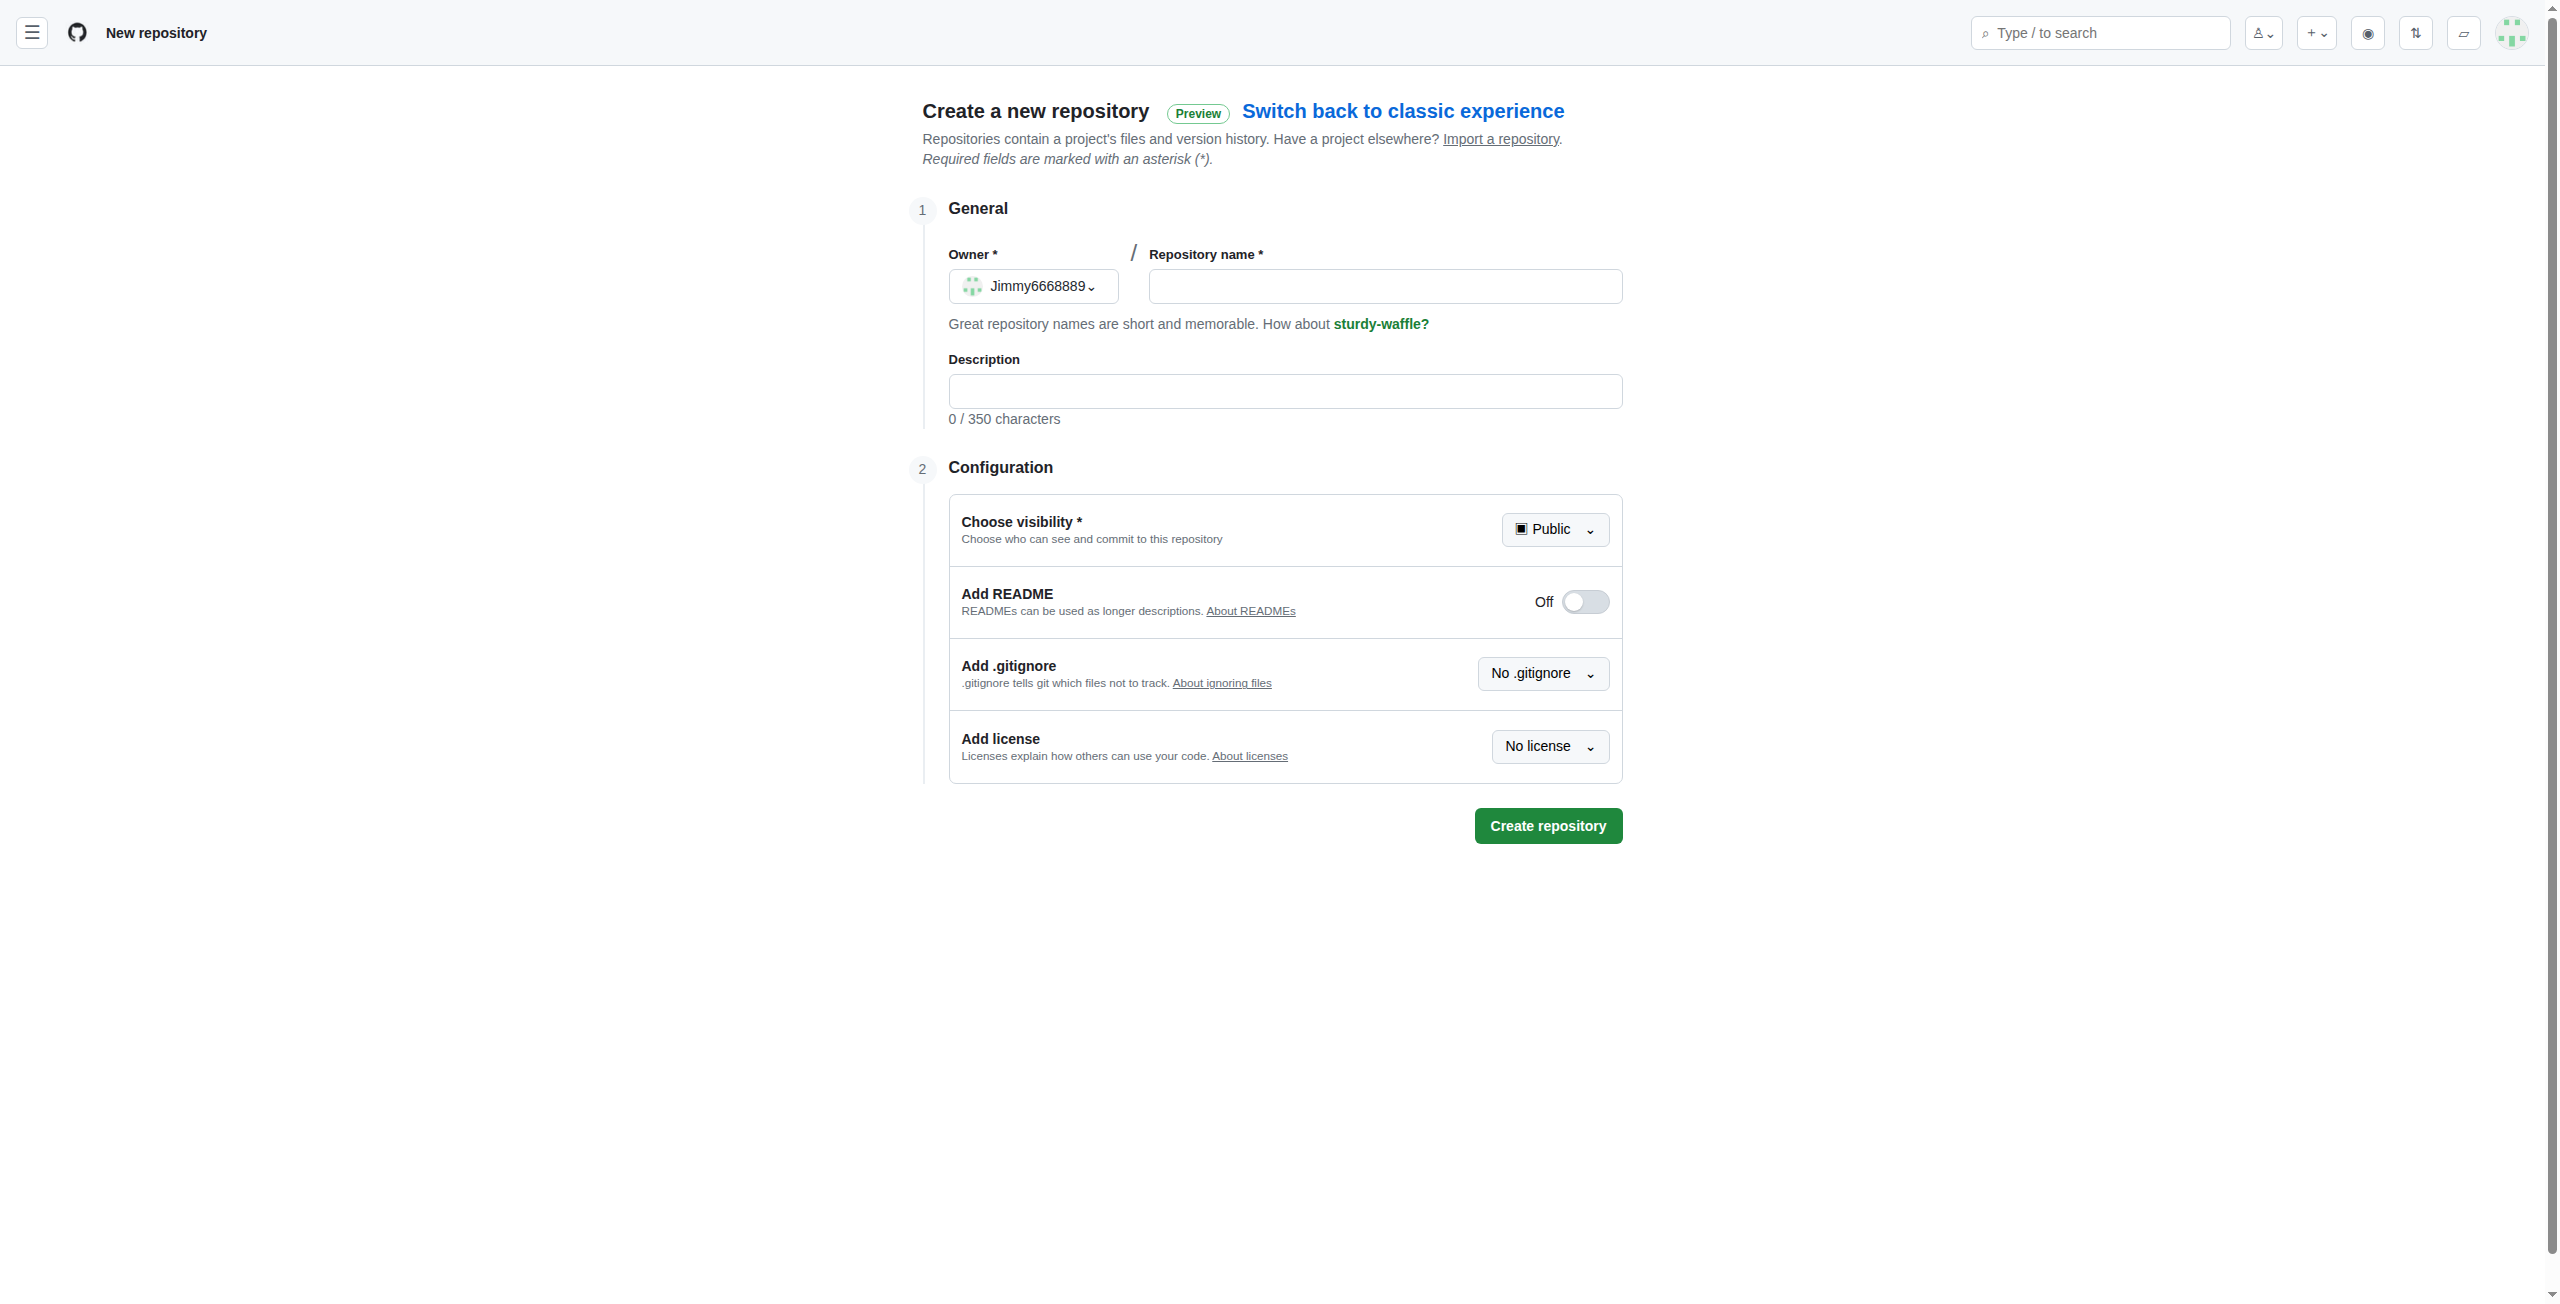 New repository
Type / to search
Create a new repository Preview Switch back to classic experience
Repositories contain a project's files and version history. Have a project elsewhere? Import a repository.
Required fields are marked with an asterisk (*).
1 General
Owner * / Repository name *
Jimmy6668889
Great repository names are short and memorable. How about sturdy-waffle?
Description
0 / 350 characters
2 Configuration
Choose visibility *
Choose who can see and commit to this repository
Public
Add README
READMEs can be used as longer descriptions. About READMEs
Off
Add .gitignore
.gitignore tells git which files not to track. About ignoring files
No .gitignore
Add license
Licenses explain how others can use your code. About licenses
No license
Create repository